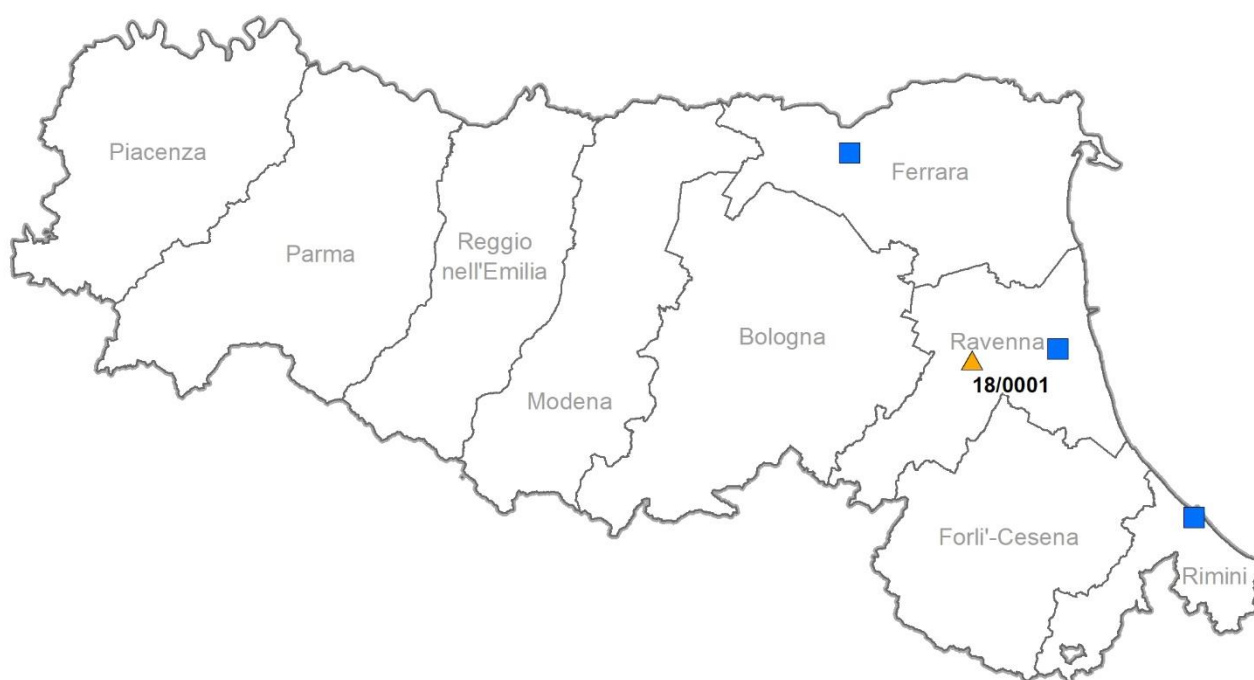 Piacenza
Ferrara
Parma
Reggio
nell'Emilia
Bologna
Ravenna
18/0001
Modena
Forli'-Cesena
Rimini